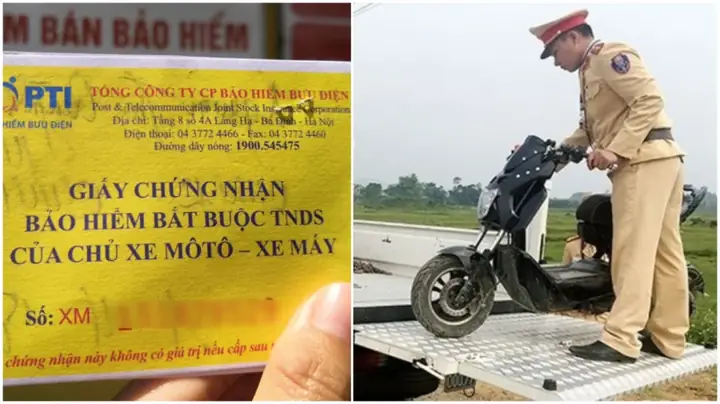 M BÁN BẢO HIỂM
PTI
HIỂM BƯU ĐIỆN
TỔNG CÔNG TY CP BẢO HIỂM BƯU ĐIỆN
Post & Telecommunication Joint Stock Insurance Corporation
Địa chỉ: Tầng 8 số 4A Láng Hạ - Ba Đình - Hà Nội
Điện thoại: 04 3772 4466 - Fax: 04 3772 4460
Đường dây nóng: 1900.545475
GIẤY CHỨNG NHẬN
BẢO HIỂM BẮT BUỘC TNDS
CỦA CHỦ XE MÔTÔ – XE MÁY
Số: XM
chứng nhận này không có giá trị nếu cấp sau